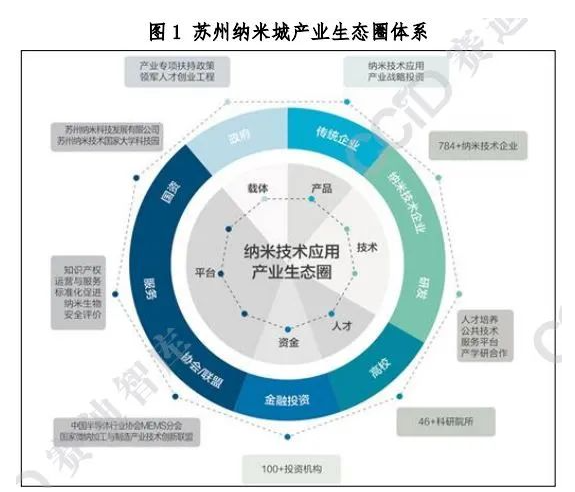 图 1 苏州纳米城产业生态圈体系
产业专项扶持政策
领军人才创业工程
纳米技术应用
产业战略投资
苏州纳米科技发展有限公司
苏州纳米技术国家大学科技园
784+纳米技术企业
政府
传统企业
国资
纳米技术企业
载体
产品
纳米技术应用
产业生态圈
平台
技术
知识产权
运营与服务
标准化促进
纳米生物
安全评价
服务
研发
人才培养
公共技术
服务平台
产学研合作
人才
资金
协会/联盟
金融投资
高校
中国半导体行业协会MEMS分会
国家微纳加工与制造产业技术创新联盟
46+科研院所
100+投资机构
CCID 赛迪
赛迪智库